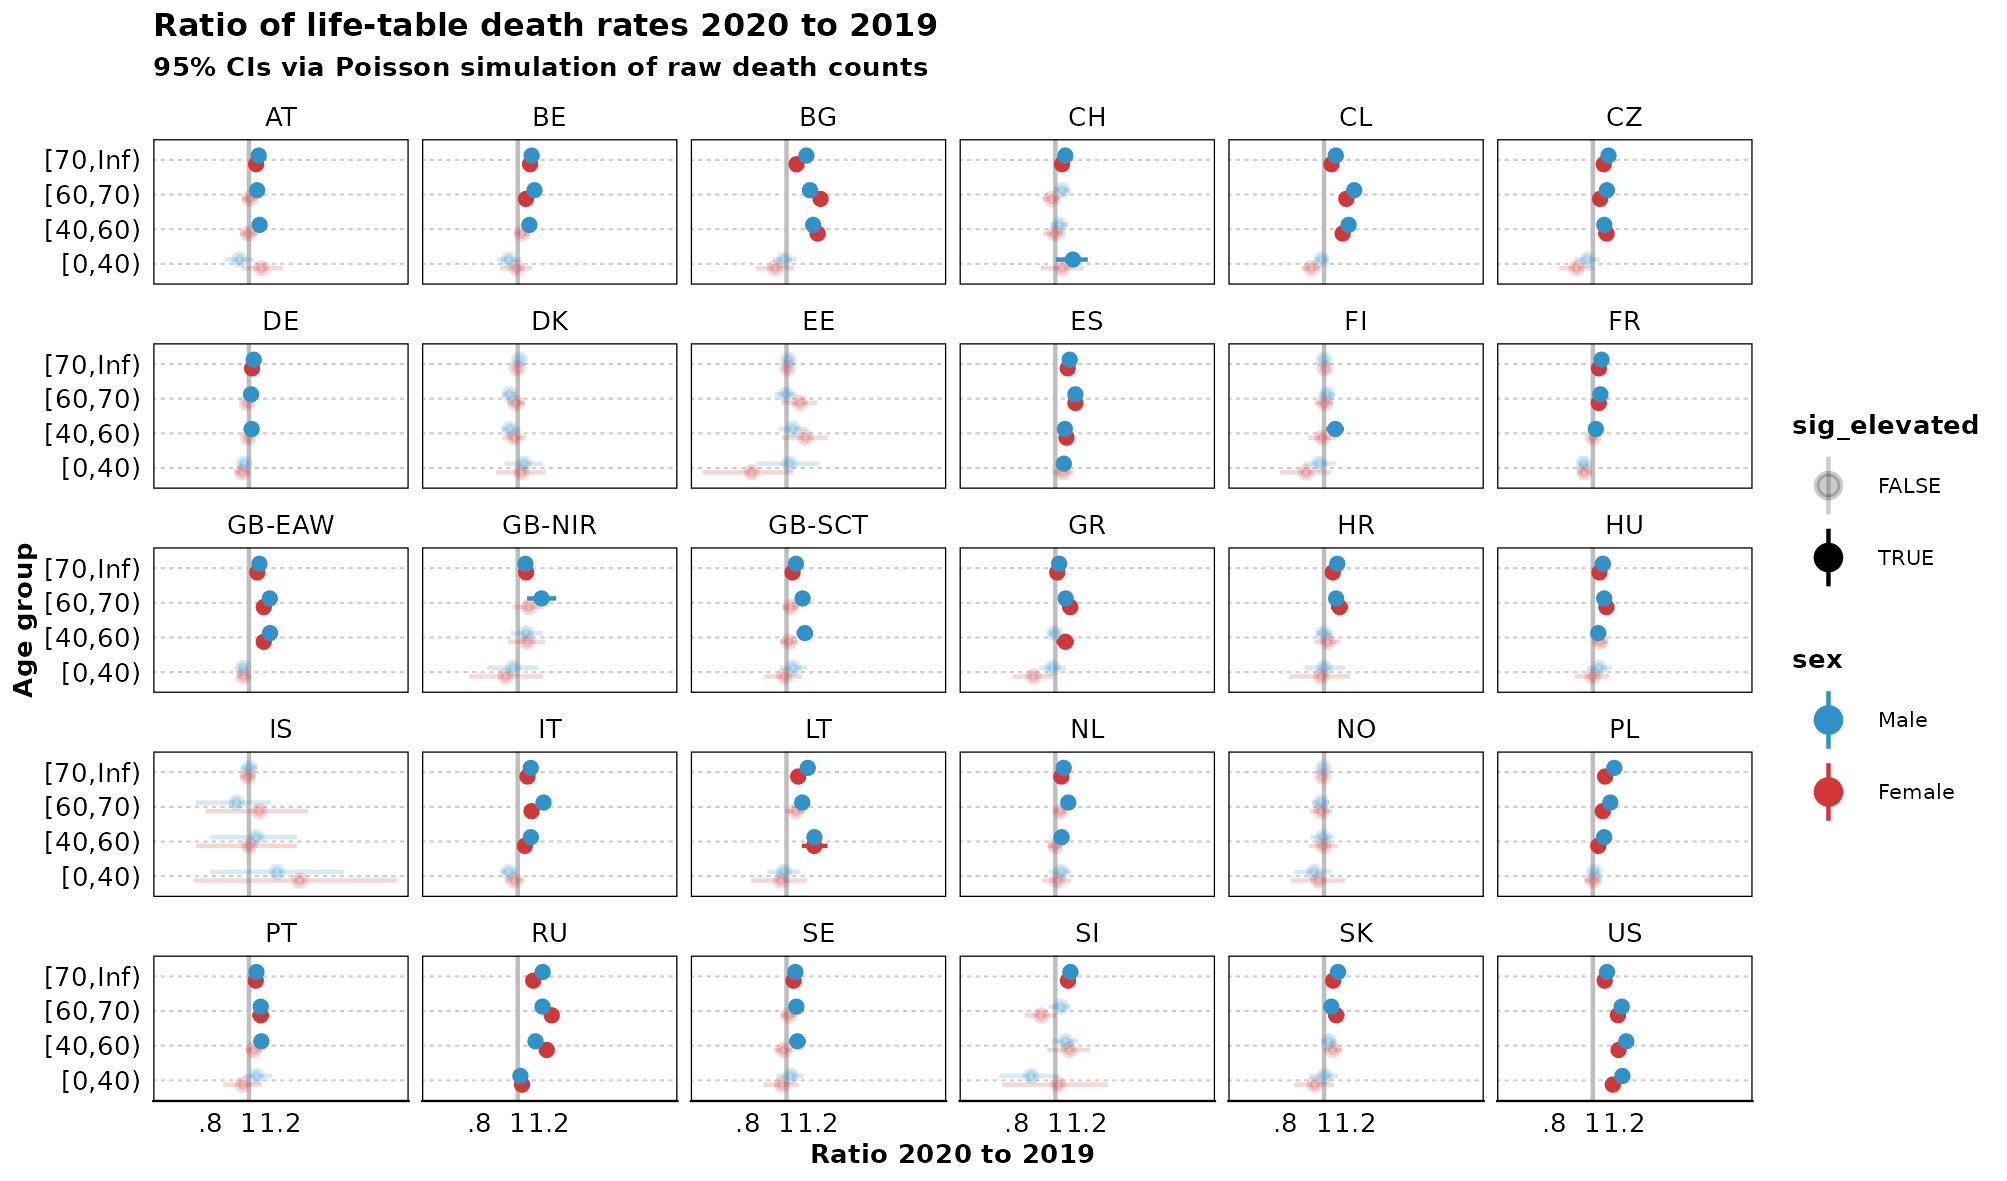 Ratio of life-table death rates 2020 to 2019
95% CIs via Poisson simulation of raw death counts
AT BE BG CH CL CZ
[70,Inf)
[60,70)
[40,60)
[0,40)
DE DK EE ES FI FR
[70,Inf)
[60,70)
[40,60)
[0,40)
GB-EAW GB-NIR GB-SCT GR HR HU
[70,Inf)
[60,70)
[40,60)
[0,40)
IS IT LT NL NO PL
[70,Inf)
[60,70)
[40,60)
[0,40)
PT RU SE SI SK US
[70,Inf)
[60,70)
[40,60)
[0,40)
.8 1 1.2 .8 1 1.2 .8 1 1.2 .8 1 1.2 .8 1 1.2 .8 1 1.2
Ratio 2020 to 2019
Age group
sig_elevated
FALSE
TRUE
sex
Male
Female